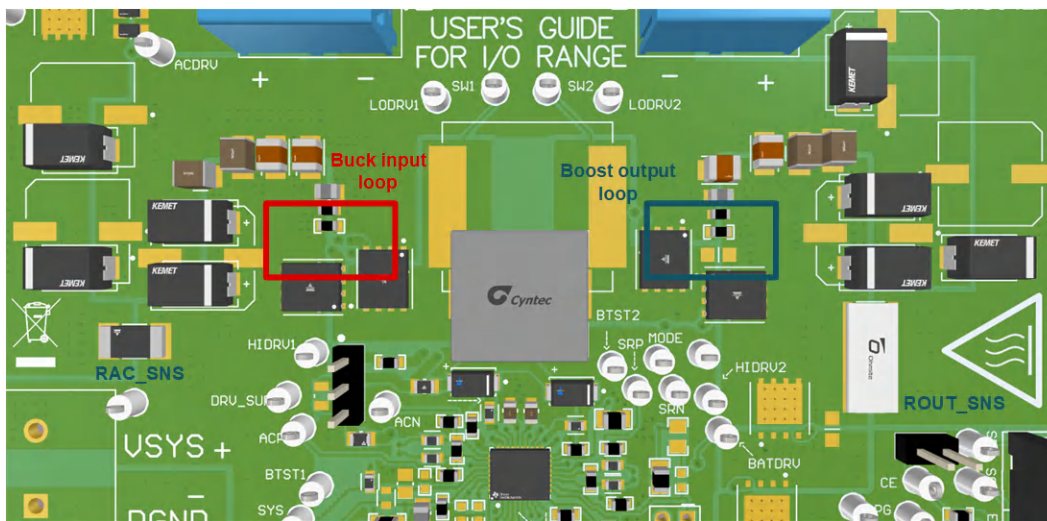 USER'S GUIDE
FOR I/O RANGE
ACDRV
+
-
-
+
SW1
SW2
LODRV1
LODRV2
KEMET
KEMET
Buck input
loop
Boost output
loop
KEMET
KEMET
KEMET
KEMET
KEMET
KEMET
Cyntec
RAC_SNS
ROUT_SNS
BTST2
SRP
MODE
HIDRV1
HIDRV2
DRV_SUP
ACN
SRN
ACP
BATDRV
VSYS +
BTST1
CE
SYS
PG
-
PGND